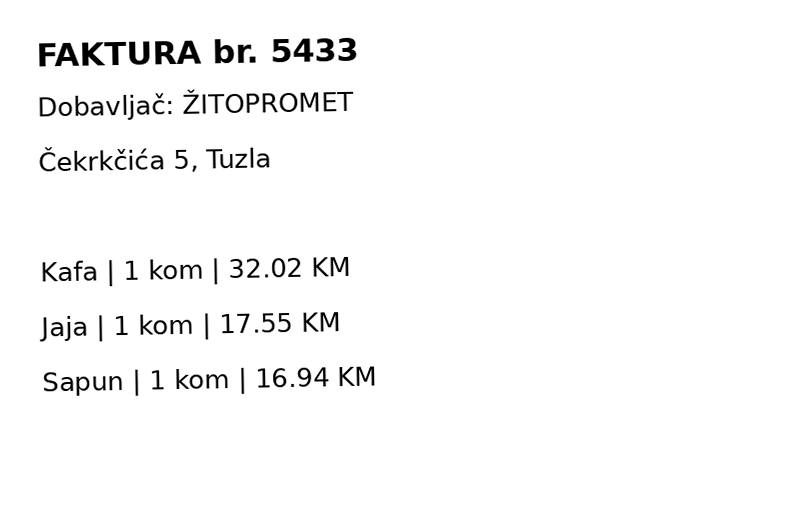 FAKTURA br. 5433
Dobavljač: ŽITOPROMET
Čekrkčića 5, Tuzla
Kafa | 1 kom | 32.02 KM
Jaja | 1 kom | 17.55 KM
Sapun | 1 kom | 16.94 KM